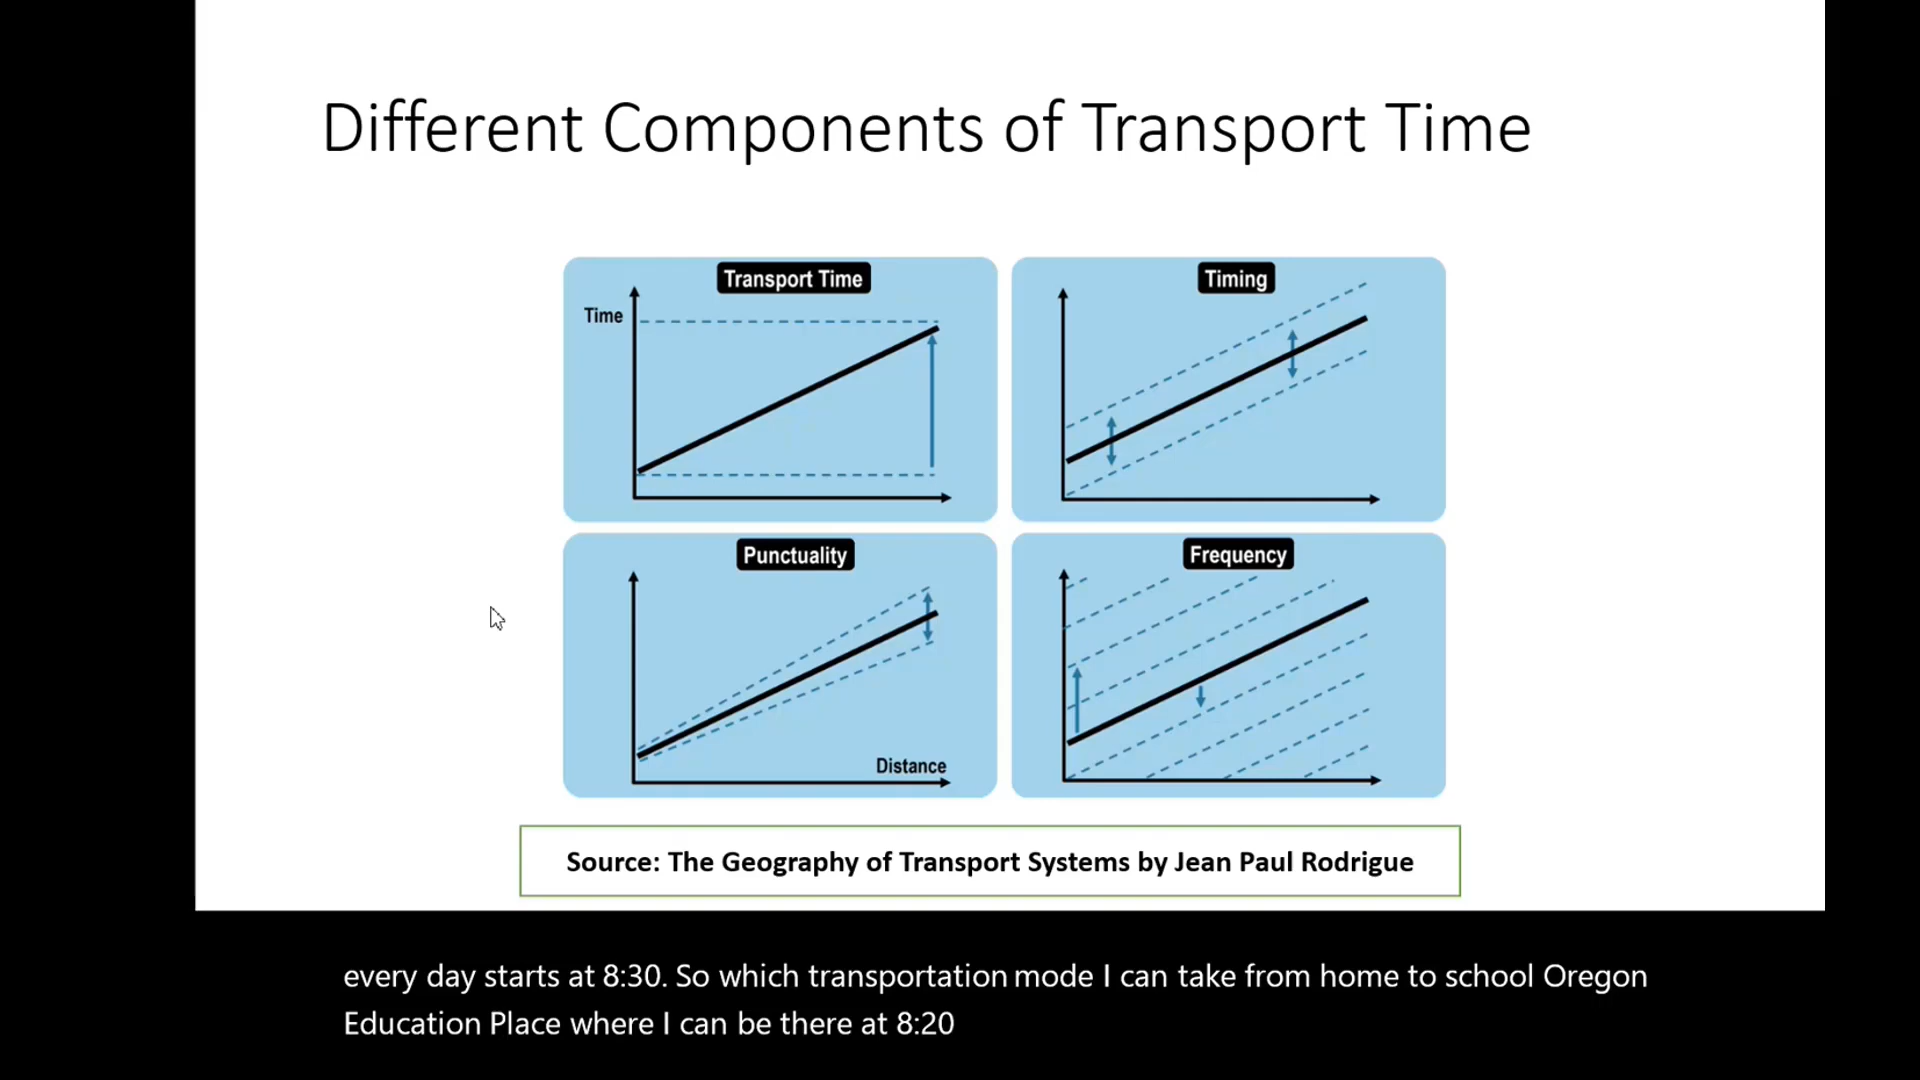 Different Components of Transport Time
Transport Time
Time
Timing
Punctuality
Distance
Frequency
Source: The Geography of Transport Systems by Jean Paul Rodrigue
every day starts at 8:30. So which transportation mode I can take from home to school Oregon
Education Place where I can be there at 8:20